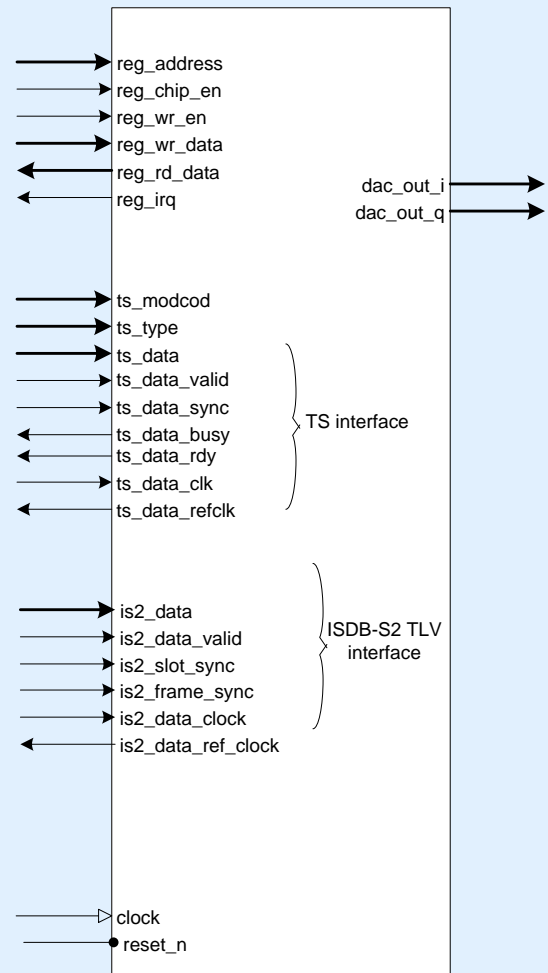 reg_address
reg_chip_en
reg_wr_en
reg_wr_data
reg_rd_data
reg_irq
dac_out_i
dac_out_q
ts_modcod
ts_type
ts_data
ts_data_valid
ts_data_sync
ts_data_busy
ts_data_rdy
ts_data_clk
ts_data_refclk
TS interface
is2_data
is2_data_valid
is2_slot_sync
is2_frame_sync
is2_data_clock
is2_data_ref_clock
ISDB-S2 TLV
interface
clock
reset_n